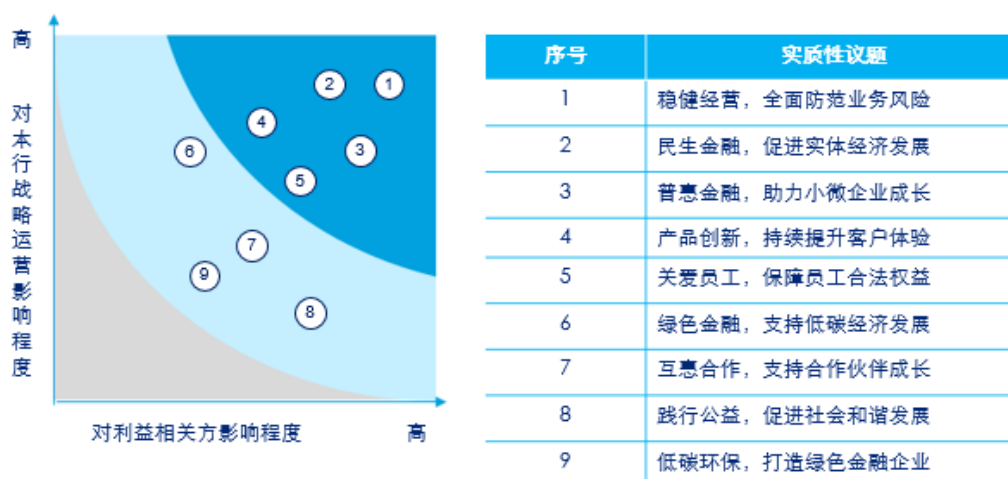 高
对本行战略运营影响程度
2
1
4
3
6
5
7
9
8
对利益相关方影响程度 高
序号 实质性议题
1 稳健经营，全面防范业务风险
2 民生金融，促进实体经济发展
3 普惠金融，助力小微企业成长
4 产品创新，持续提升客户体验
5 关爱员工，保障员工合法权益
6 绿色金融，支持低碳经济发展
7 互惠合作，支持合作伙伴成长
8 践行公益，促进社会和谐发展
9 低碳环保，打造绿色金融企业